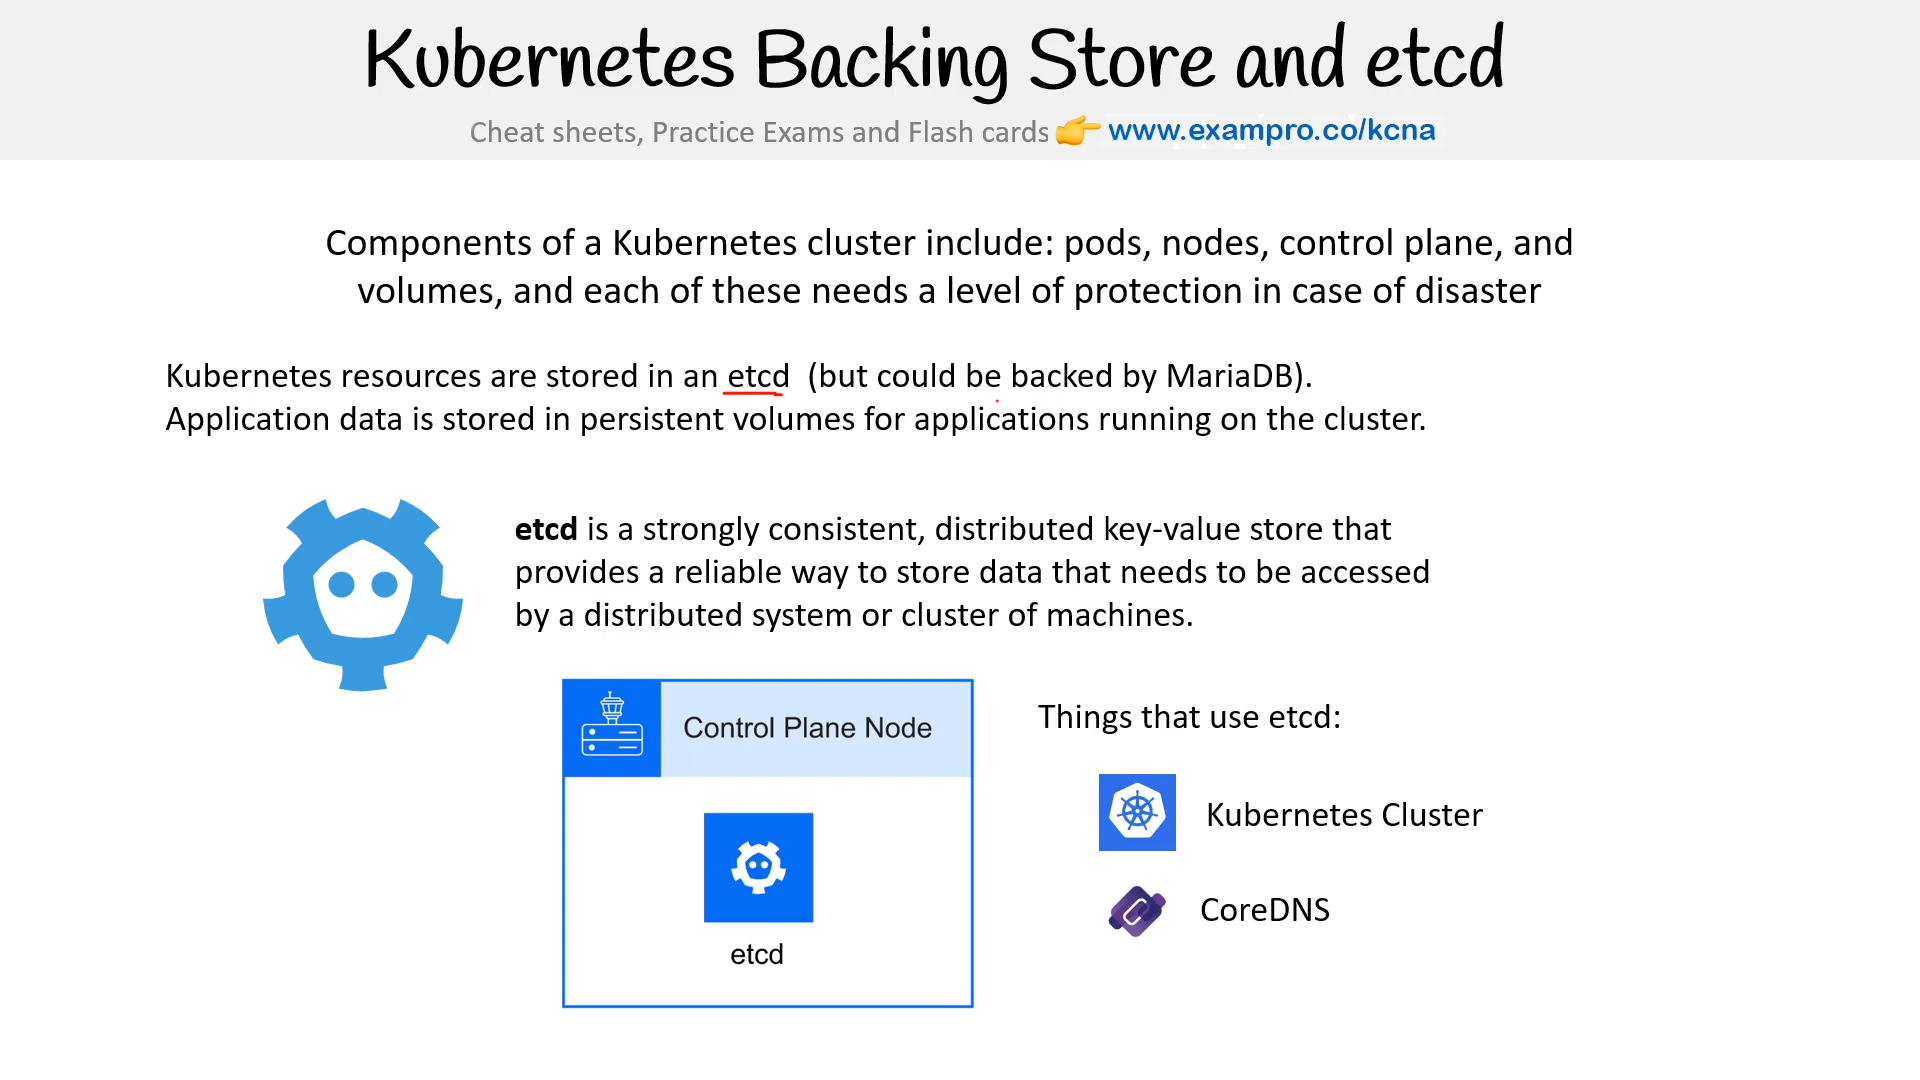 Kubernetes Backing Store and etcd
Cheat sheets, Practice Exams and Flash cards www.exampro.co/kcna
Components of a Kubernetes cluster include: pods, nodes, control plane, and
volumes, and each of these needs a level of protection in case of disaster
Kubernetes resources are stored in an etcd (but could be backed by MariaDB).
Application data is stored in persistent volumes for applications running on the cluster.
etcd is a strongly consistent, distributed key-value store that
provides a reliable way to store data that needs to be accessed
by a distributed system or cluster of machines.
Control Plane Node
etcd
Things that use etcd:
Kubernetes Cluster
CoreDNS